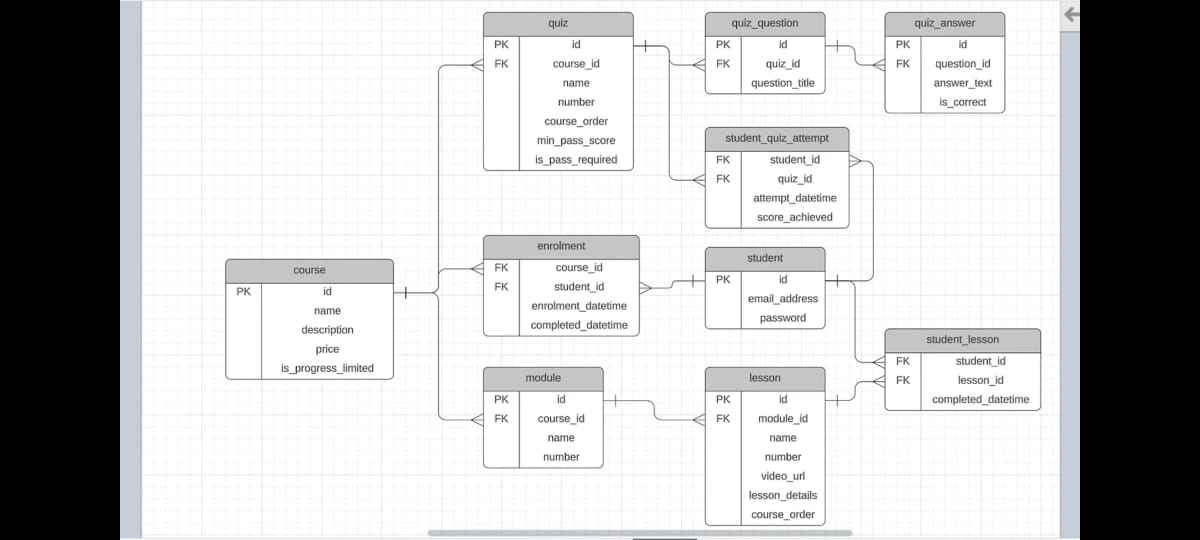 quiz
PK id
FK course_id
name
number
course_order
min_pass_score
is_pass_required
quiz_question
PK id
FK quiz_id
question_title
quiz_answer
PK id
FK question_id
answer_text
is_correct
student_quiz_attempt
FK student_id
FK quiz_id
attempt_datetime
score_achieved
enrolment
FK course_id
FK student_id
enrolment_datetime
completed_datetime
student
PK id
email_address
password
course
PK id
name
description
price
is_progress_limited
student_lesson
FK student_id
FK lesson_id
completed_datetime
module
PK id
FK course_id
name
number
lesson
PK id
FK module_id
name
number
video_url
lesson_details
course_order